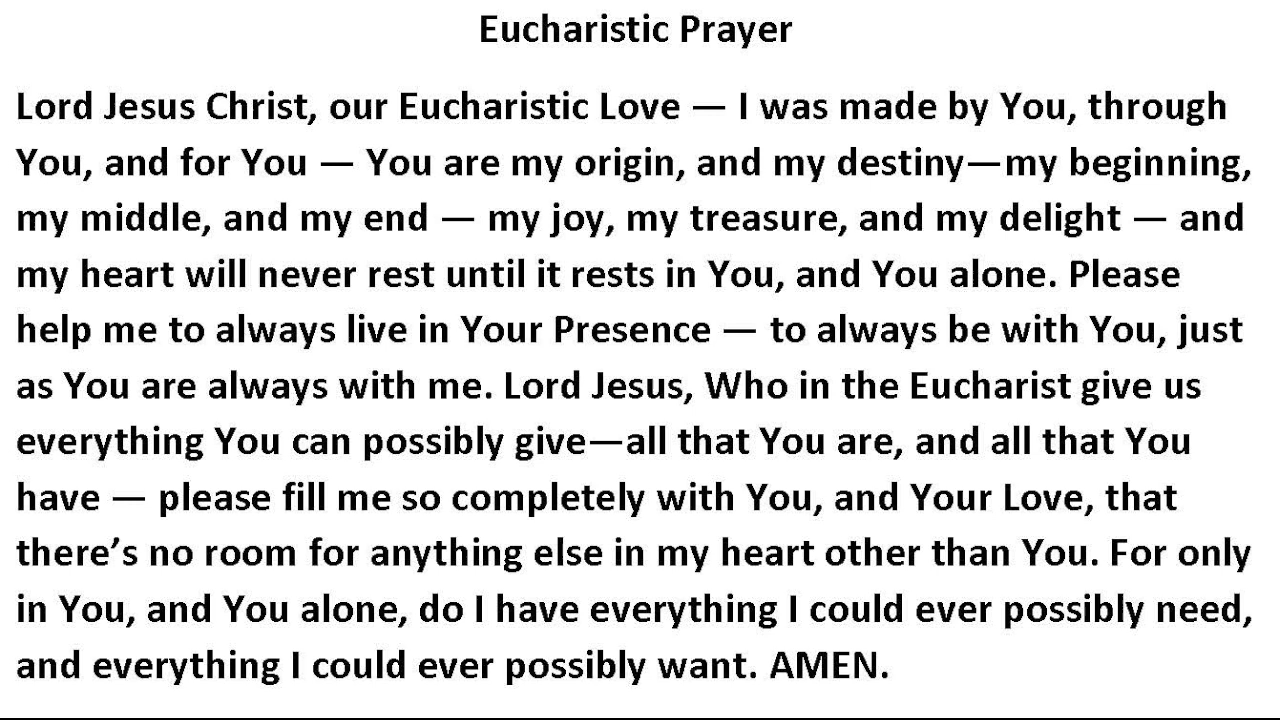 Eucharistic Prayer
Lord Jesus Christ, our Eucharistic Love — I was made by You, through
You, and for You — You are my origin, and my destiny—my beginning,
my middle, and my end — my joy, my treasure, and my delight — and
my heart will never rest until it rests in You, and You alone. Please
help me to always live in Your Presence — to always be with You, just
as You are always with me. Lord Jesus, Who in the Eucharist give us
everything You can possibly give—all that You are, and all that You
have — please fill me so completely with You, and Your Love, that
there’s no room for anything else in my heart other than You. For only
in You, and You alone, do I have everything I could ever possibly need,
and everything I could ever possibly want. AMEN.